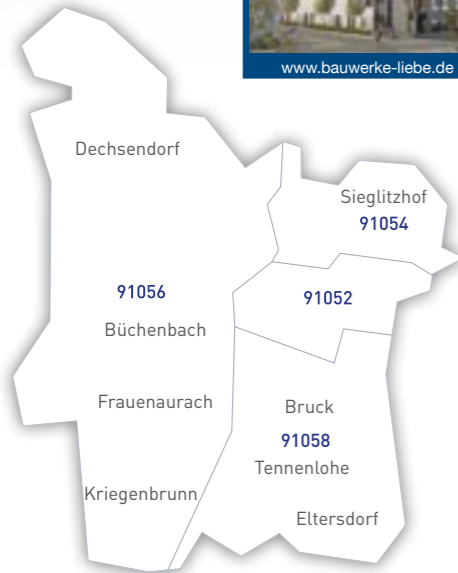 www.bauwerke-liebe.de
Dechsendorf
Sieglitzhof
91054
91056
91052
Büchenbach
Frauenaurach
Bruck
91058
Tennenlohe
Kriegenbrunn
Eltersdorf